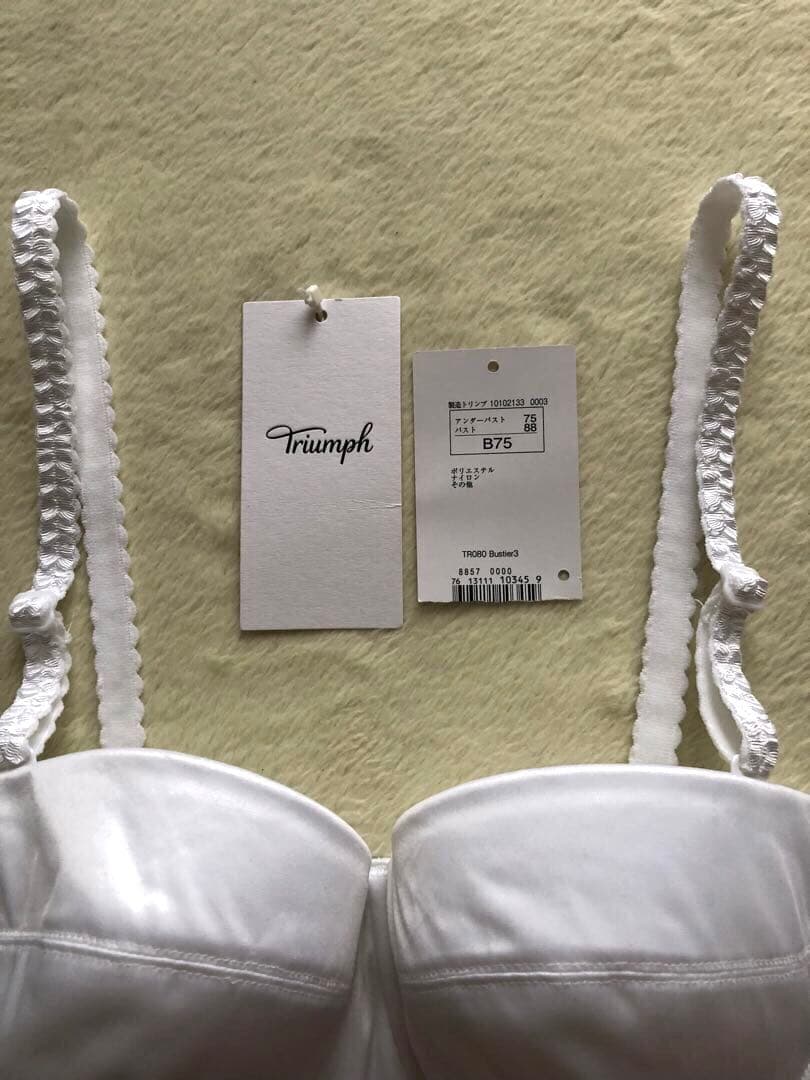 Triumph
製造トリンプ 10102133 0003
アンダーバスト 75
バスト 88
B75
ポリエステル
ナイロン
その他
TR080 Bustier3
8857 0000
76 13111 10345 9